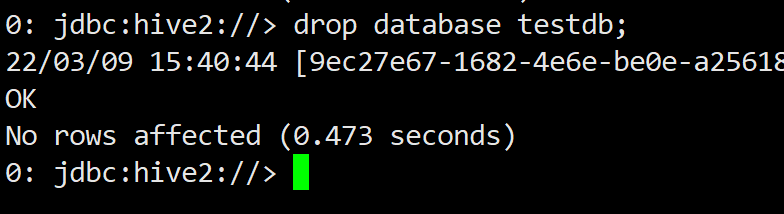 0: jdbc:hive2://> drop database testdb;
22/03/09 15:40:44 [9ec27e67-1682-4e6e-be0e-a25618
OK
No rows affected (0.473 seconds)
0: jdbc:hive2://>